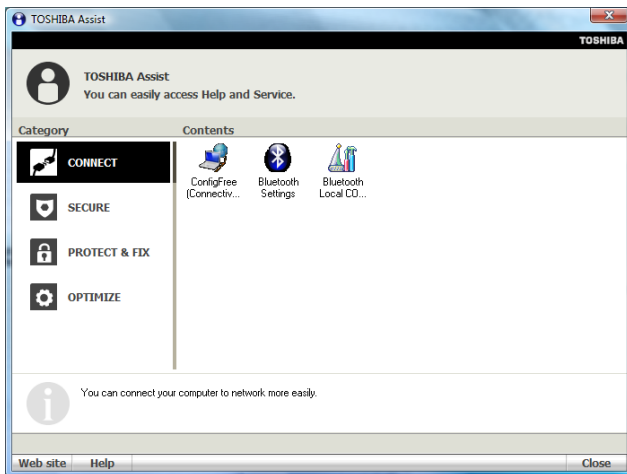 TOSHIBA Assist
TOSHIBA
TOSHIBA Assist
You can easily access Help and Service.
Category
Contents
CONNECT
SECURE
PROTECT & FIX
OPTIMIZE
ConfigFree
(Connectiv...
Bluetooth
Settings
Bluetooth
Local CO...
You can connect your computer to network more easily.
Web site
Help
Close